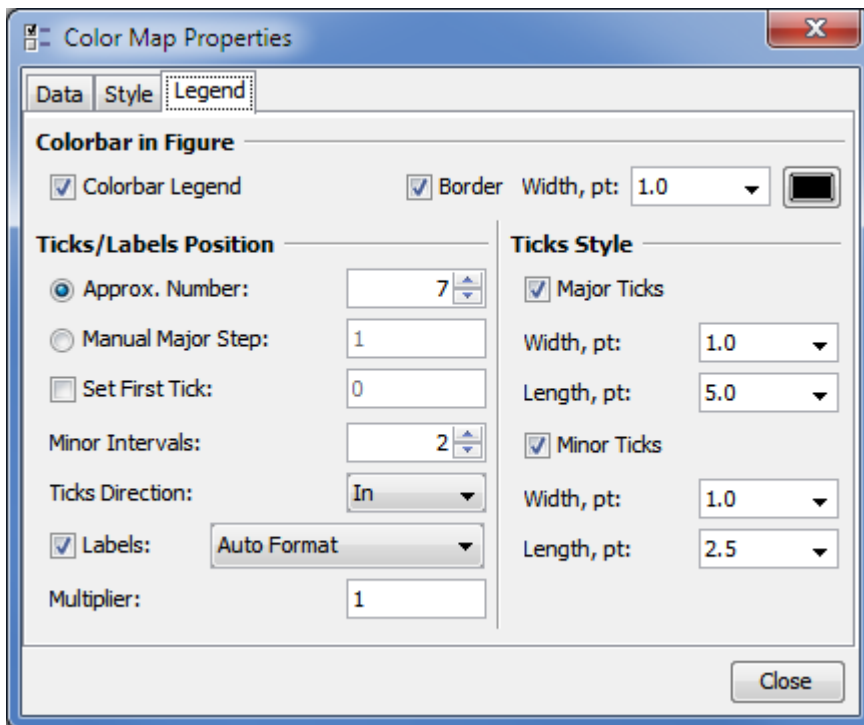 Color Map Properties
Data Style Legend
Colorbar in Figure
Colorbar Legend Border Width, pt: 1.0
Ticks/Labels Position
Approx. Number: 7
Manual Major Step: 1
Set First Tick: 0
Minor Intervals: 2
Ticks Direction: In
Labels: Auto Format
Multiplier: 1
Ticks Style
Major Ticks
Width, pt: 1.0
Length, pt: 5.0
Minor Ticks
Width, pt: 1.0
Length, pt: 2.5
Close